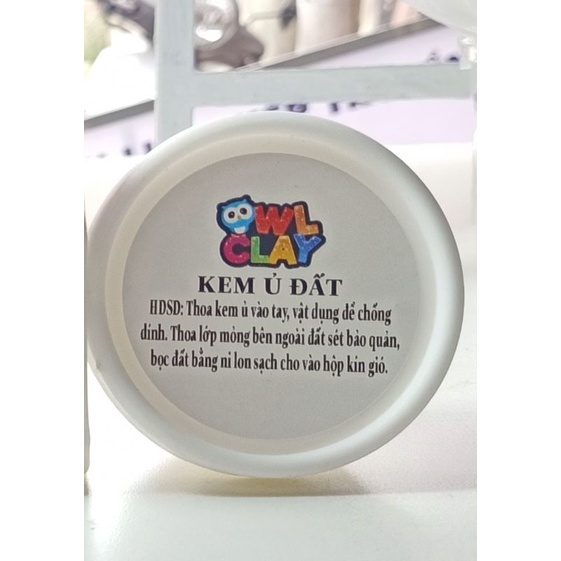 OWL
CLAY
KEM Ủ ĐẤT
HDSD: Thoa kem ủ vào tay, vật dụng để chống
dính. Thoa lớp mỏng bên ngoài đất sét bảo quản,
bọc đất bằng ni lon sạch cho vào hộp kín gió.